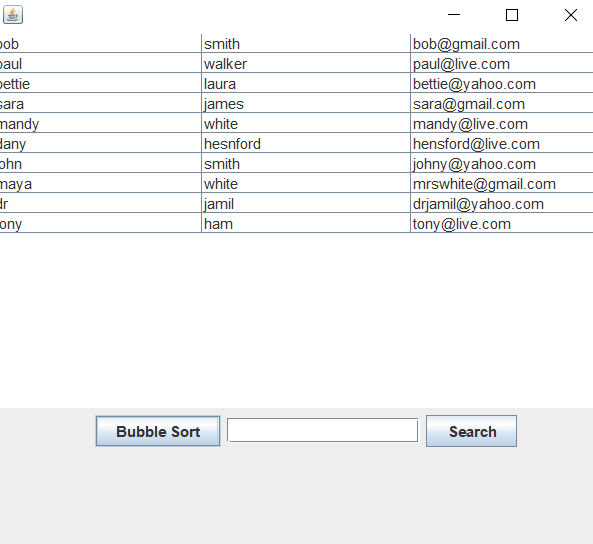 bob smith bob@gmail.com
paul walker paul@live.com
bettie laura bettie@yahoo.com
sara james sara@gmail.com
mandy white mandy@live.com
dany hesnford hensford@live.com
john smith johny@yahoo.com
maya white mrswhite@gmail.com
dr jamil drjamil@yahoo.com
tony ham tony@live.com
Bubble Sort Search